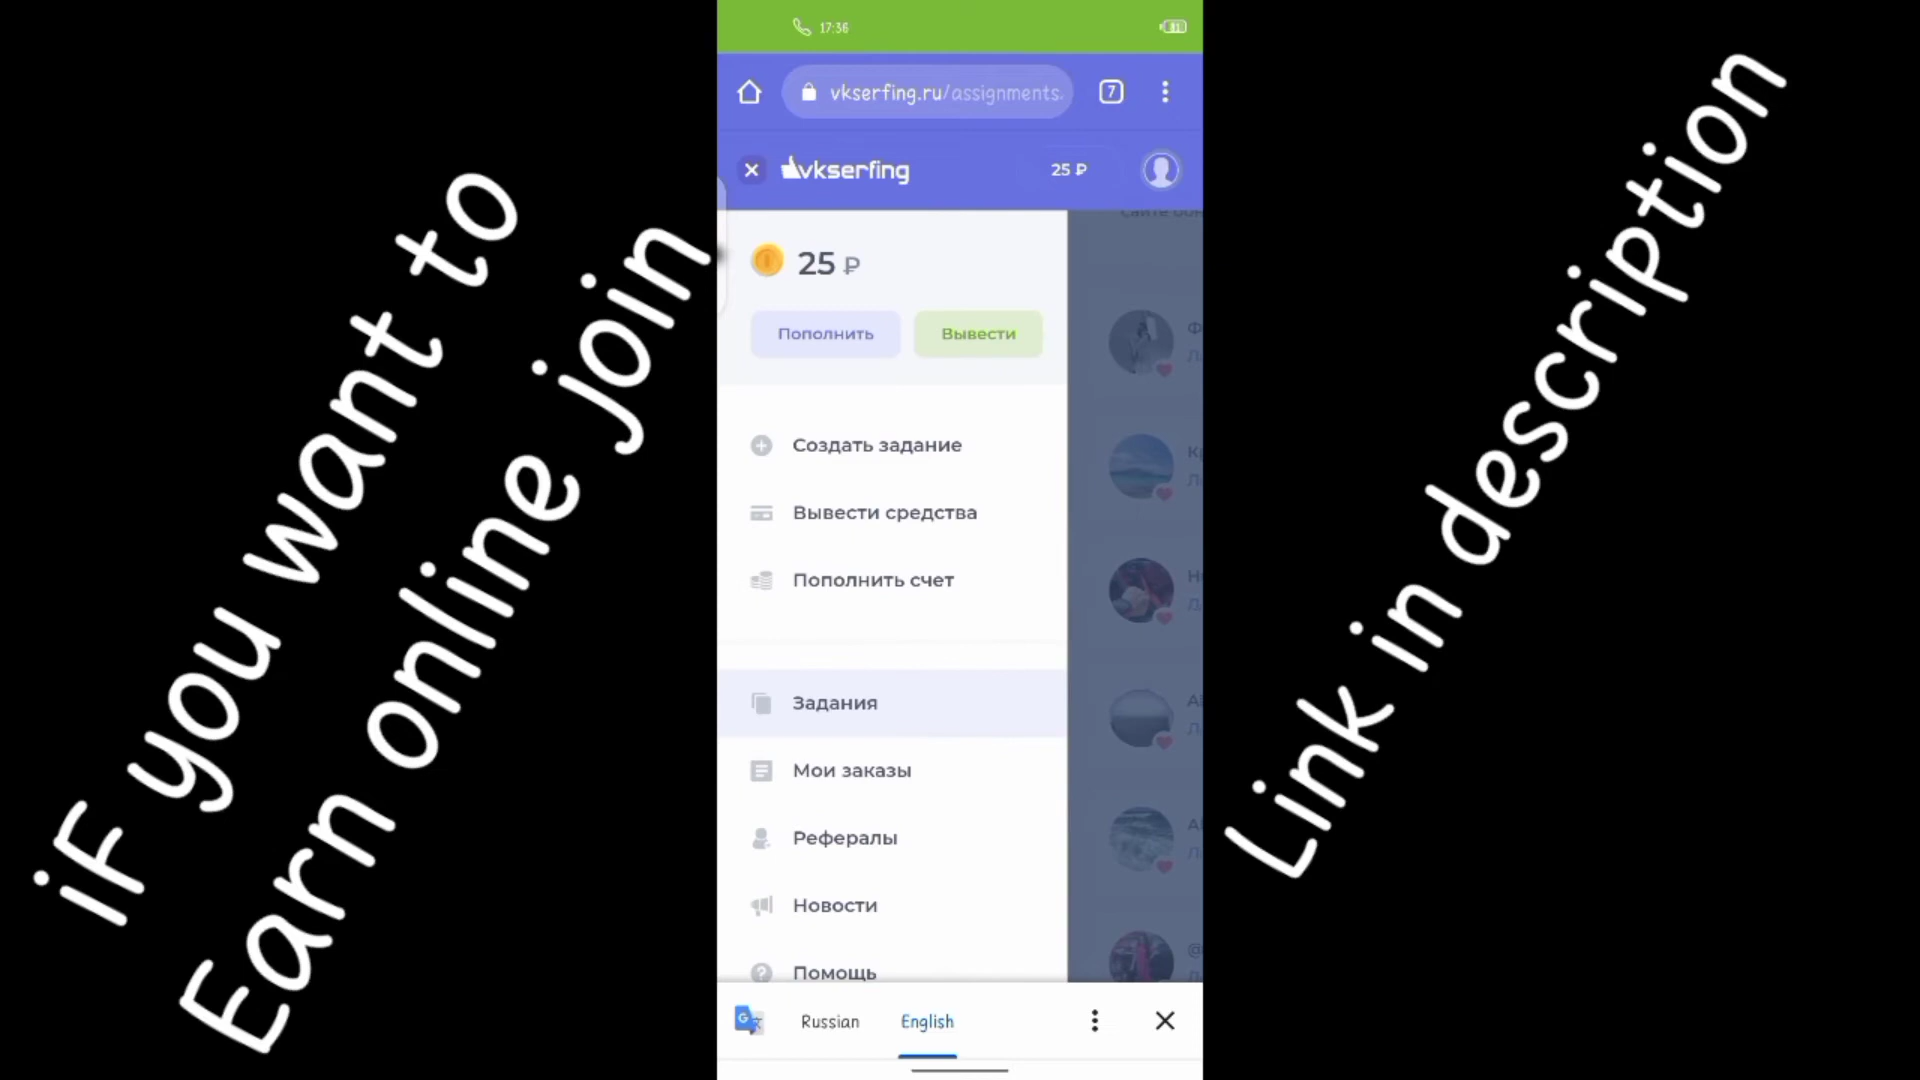 iF you want to
Earn online join
17:36
31
vkserfing.ru/assignments.
7
vkserfing
25 ₽
25 ₽
Пополнить
Вывести
Создать задание
Вывести средства
Пополнить счет
Задания
Мои заказы
Рефералы
Новости
Помощь
Russian
English
Link in description